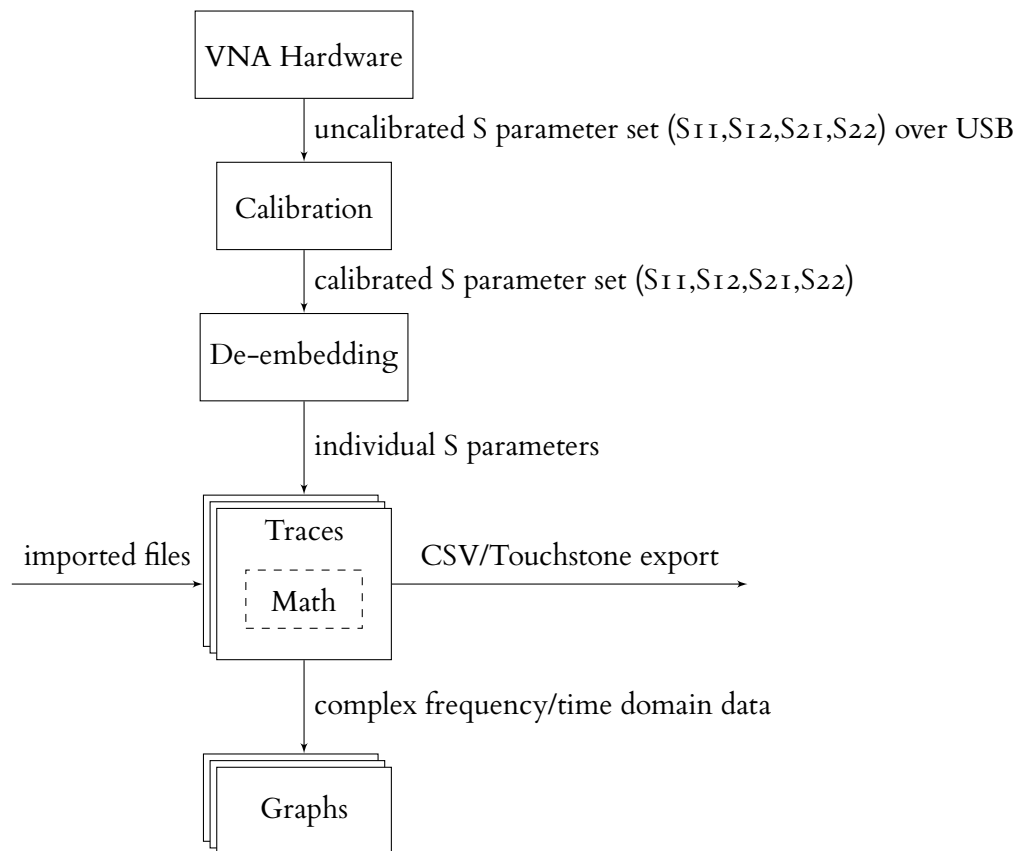 VNA Hardware
uncalibrated S parameter set (S11,S12,S21,S22) over USB
Calibration
calibrated S parameter set (S11,S12,S21,S22)
De-embedding
individual S parameters
Traces
imported files
CSV/Touchstone export
Math
complex frequency/time domain data
Graphs